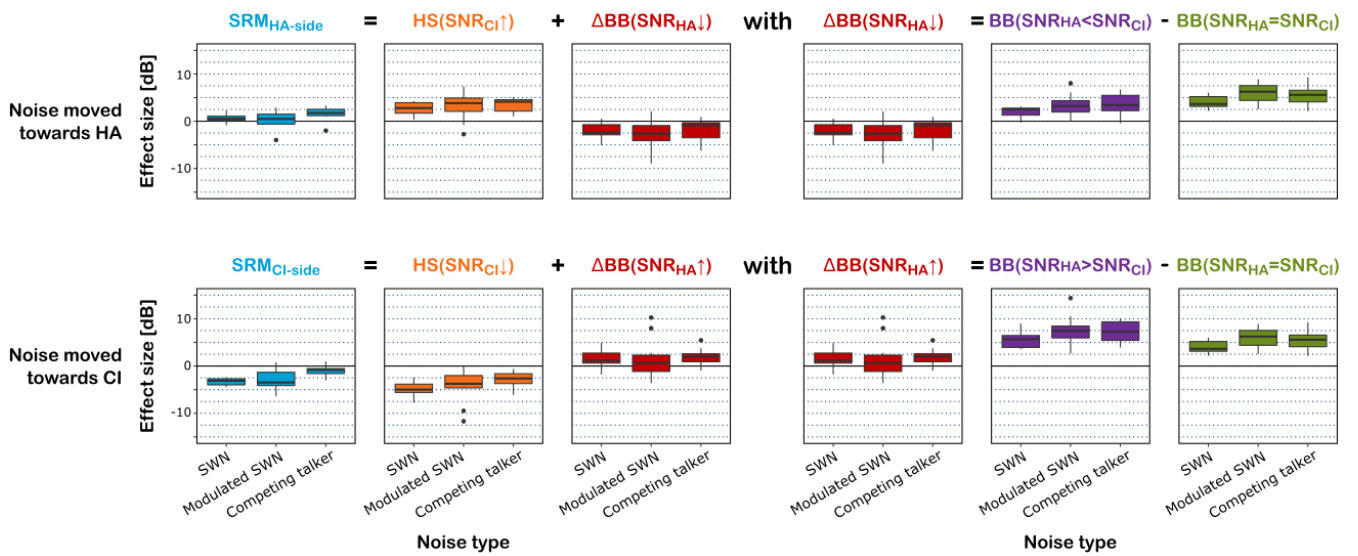 SRMHA-side = HS(SNRCI↑) + ΔBB(SNRHA↓) with ΔBB(SNRHA↓) = BB(SNRHA<SNRCI) - BB(SNRHA=SNRCI)
Noise moved
towards HA
Effect size [dB]
10
0
-10
SRMCI-side = HS(SNRCI↓) + ΔBB(SNRHA↑) with ΔBB(SNRHA↑) = BB(SNRHA>SNRCI) - BB(SNRHA=SNRCI)
Noise moved
towards CI
Effect size [dB]
10
0
-10
SWN Modulated SWN Competing talker SWN Modulated SWN Competing talker SWN Modulated SWN Competing talker SWN Modulated SWN Competing talker SWN Modulated SWN Competing talker SWN Modulated SWN Competing talker
Noise type Noise type